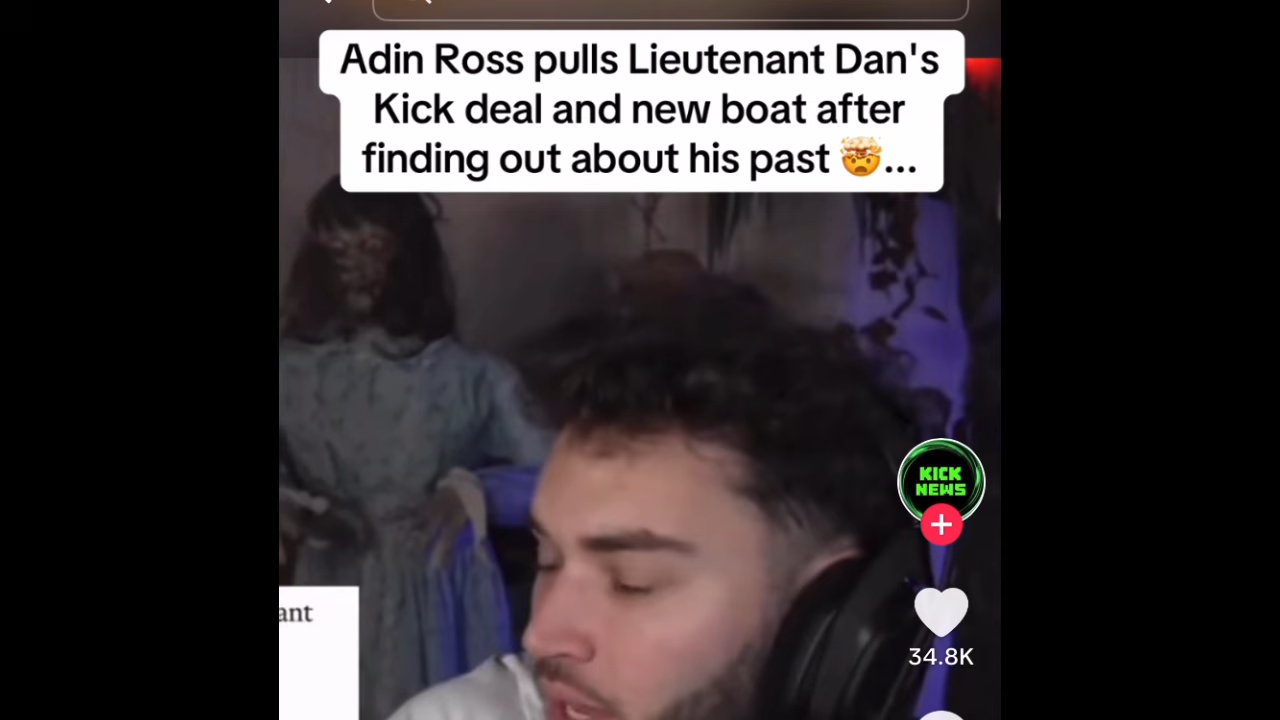 Adin Ross pulls Lieutenant Dan's
Kick deal and new boat after
finding out about his past 🤯...
KICK
NEWS
ant
34.8K